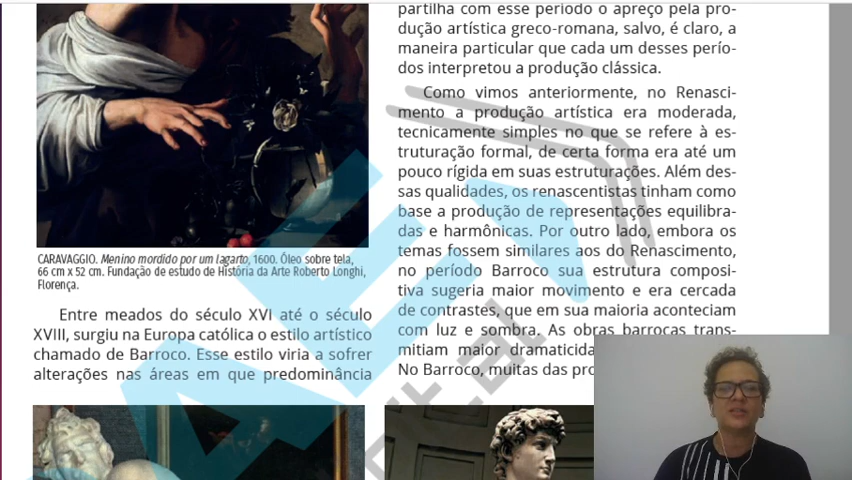 CARAVAGGIO. Menino mordido por um lagarto, 1600. Óleo sobre tela,
66 cm x 52 cm. Fundação de estudo de História da Arte Roberto Longhi,
Florença.
Entre meados do século XVI até o século
XVIII, surgiu na Europa católica o estilo artístico
chamado de Barroco. Esse estilo viria a sofrer
alterações nas áreas em que predominância
partilha com esse período o apreço pela pro-
dução artística greco-romana, salvo, é claro, a
maneira particular que cada um desses perío-
dos interpretou a produção clássica.
Como vimos anteriormente, no Renasci-
mento a produção artística era moderada,
tecnicamente simples no que se refere à es-
truturação formal, de certa forma era até um
pouco rígida em suas estruturações. Além des-
sas qualidades, os renascentistas tinham como
base a produção de representações equilibra-
das e harmônicas. Por outro lado, embora os
temas fossem similares aos do Renascimento,
no período Barroco sua estrutura composi-
tiva sugeria maior movimento e era cercada
de contrastes, que em sua maioria aconteciam
com luz e sombra. As obras barrocas trans-
mitiam maior
No Barroco, muitas das